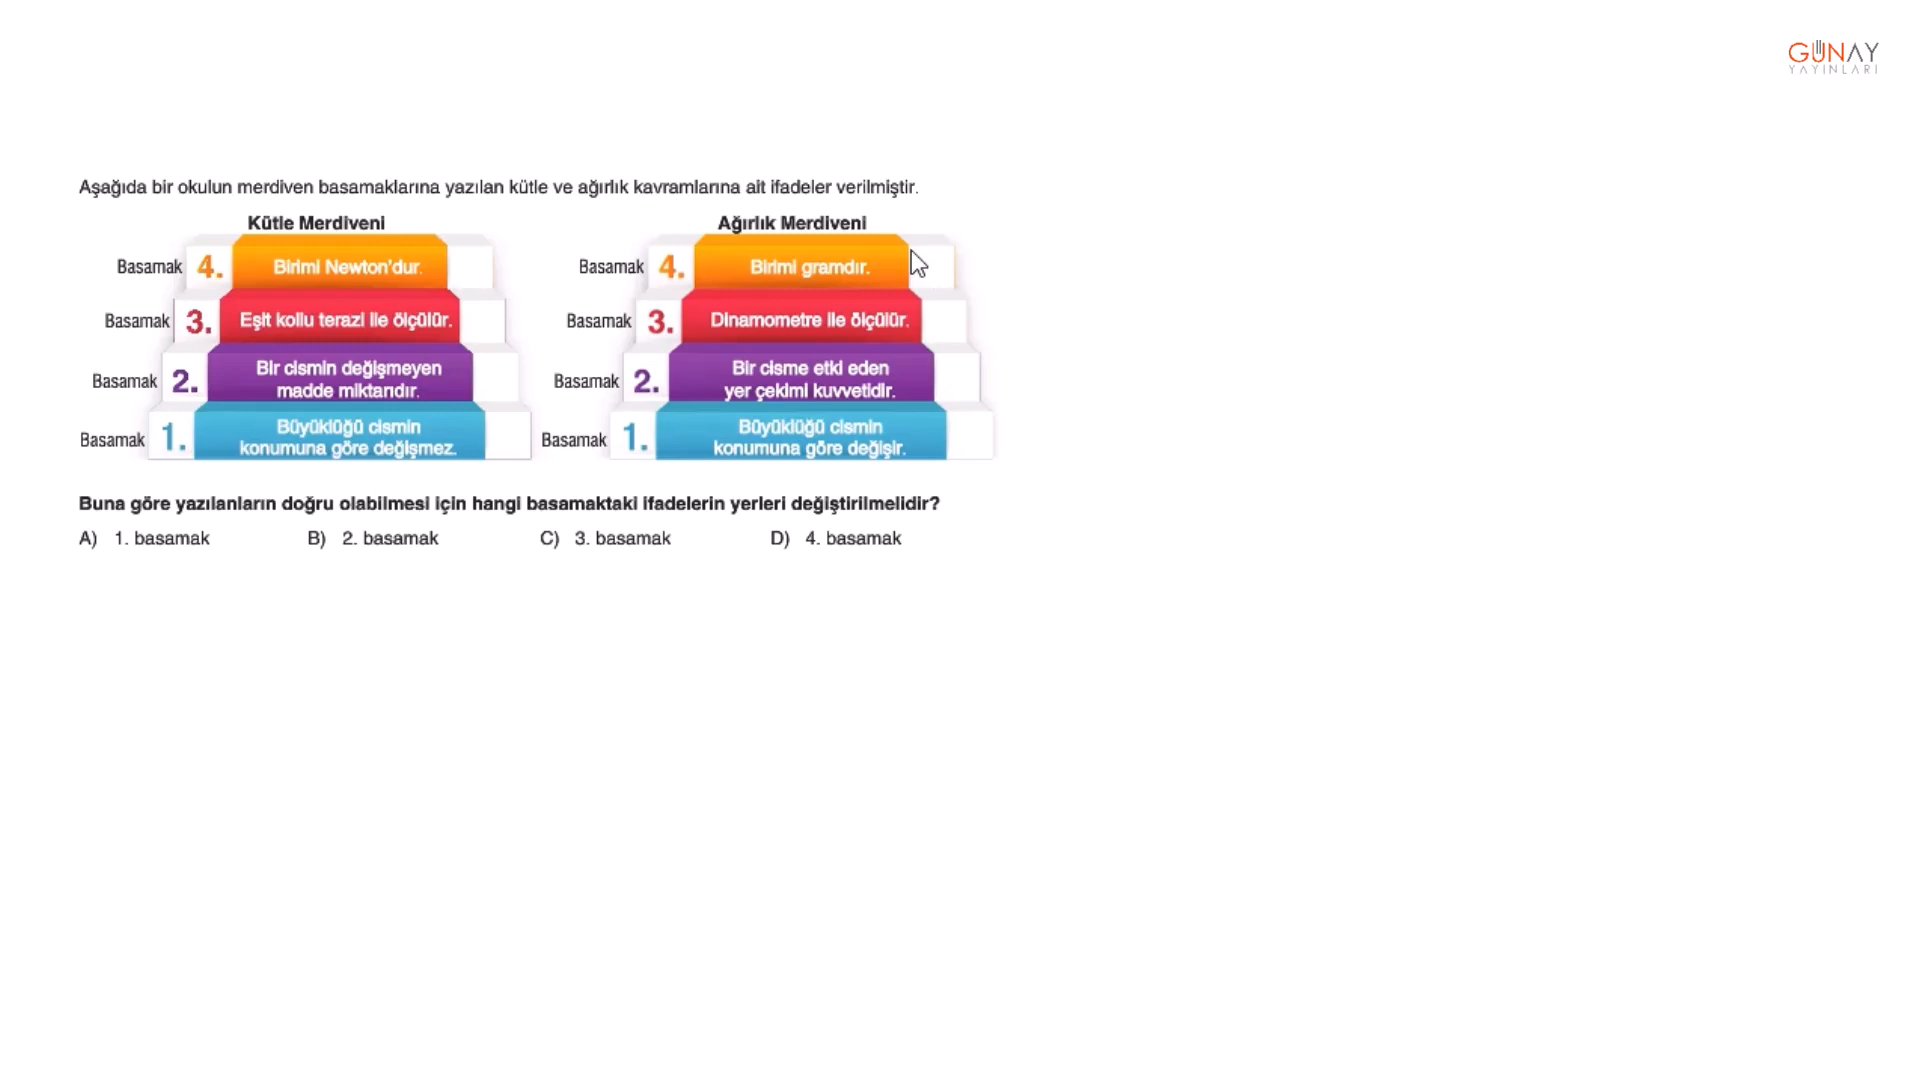 GÜNAY
YAYINLARI
Aşağıda bir okulun merdiven basamaklarına yazılan kütle ve ağırlık kavramlarına ait ifadeler verilmiştir.
Kütle Merdiveni
Basamak 4. Birimi Newton'dur.
Basamak 3. Eşit kollu terazi ile ölçülür.
Basamak 2. Bir cismin değişmeyen
madde miktarıdır.
Basamak 1. Büyüklüğü cismin
konumuna göre değişmez.
Ağırlık Merdiveni
Basamak 4. Birimi gramdır.
Basamak 3. Dinamometre ile ölçülür.
Basamak 2. Bir cisme etki eden
yer çekimi kuvvetidir.
Basamak 1. Büyüklüğü cismin
konumuna göre değişir.
Buna göre yazılanların doğru olabilmesi için hangi basamaktaki ifadelerin yerleri değiştirilmelidir?
A) 1. basamak B) 2. basamak C) 3. basamak D) 4. basamak